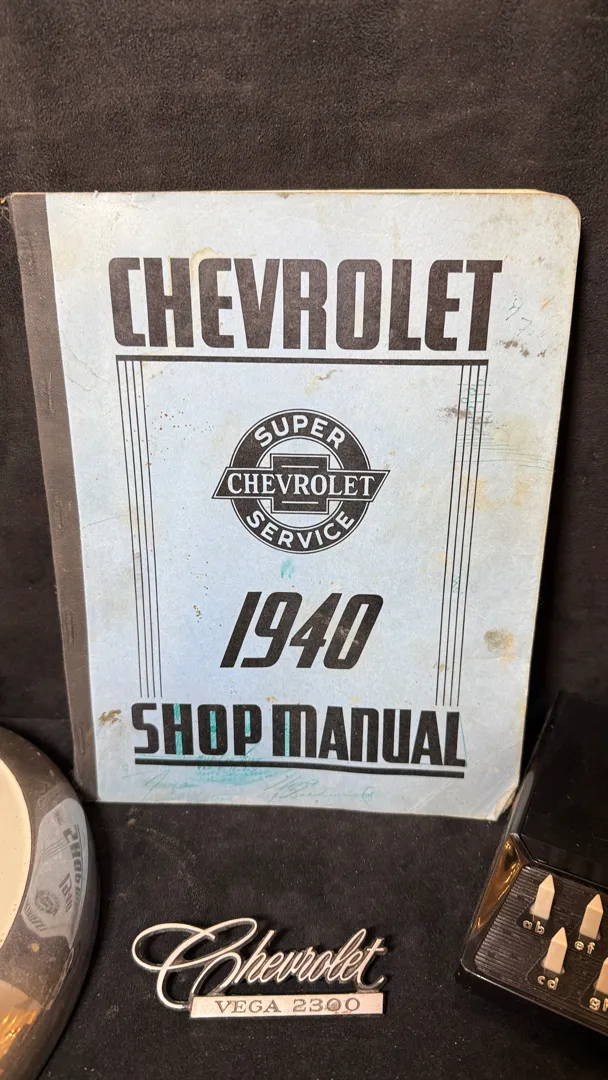 CHEVROLET
SUPER
CHEVROLET
SERVICE
1940
SHOP MANUAL
Chevrolet
VEGA 2300
ab
ef
cd